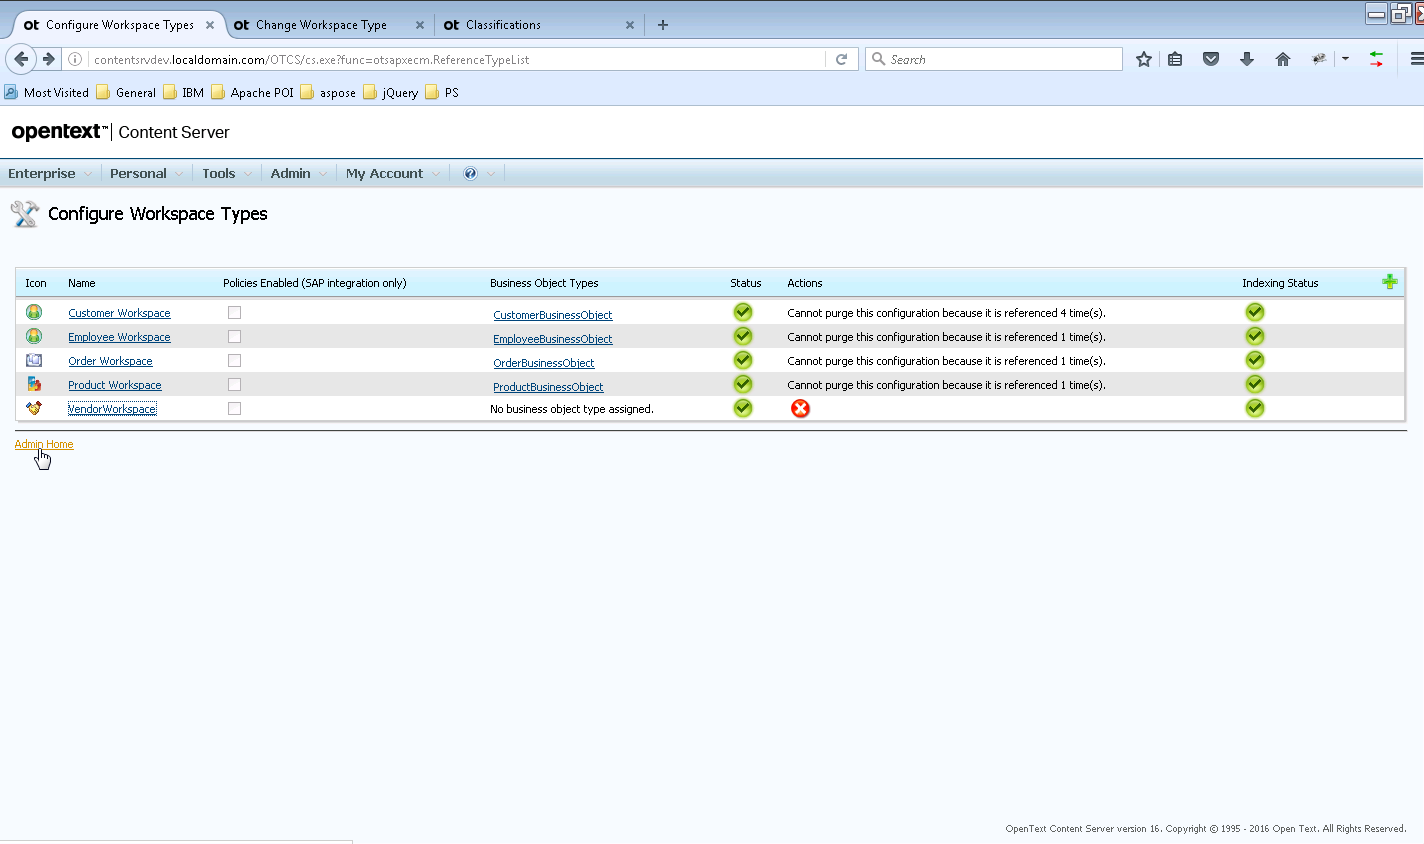 ot Configure Workspace Types
ot Change Workspace Type
ot Classifications
contentsrvdev.localdomain.com/OTCS/cs.exe?func=otsapxecm.ReferenceTypeList
Search
Most Visited General IBM Apache POI aspose jQuery PS
opentext™ | Content Server
Enterprise Personal Tools Admin My Account ?
Configure Workspace Types
Icon Name Policies Enabled (SAP integration only) Business Object Types Status Actions Indexing Status
Customer Workspace CustomerBusinessObject Cannot purge this configuration because it is referenced 4 time(s).
Employee Workspace EmployeeBusinessObject Cannot purge this configuration because it is referenced 1 time(s).
Order Workspace OrderBusinessObject Cannot purge this configuration because it is referenced 1 time(s).
Product Workspace ProductBusinessObject Cannot purge this configuration because it is referenced 1 time(s).
VendorWorkspace No business object type assigned.
Admin Home
OpenText Content Server version 16. Copyright © 1995 - 2016 Open Text. All Rights Reserved.